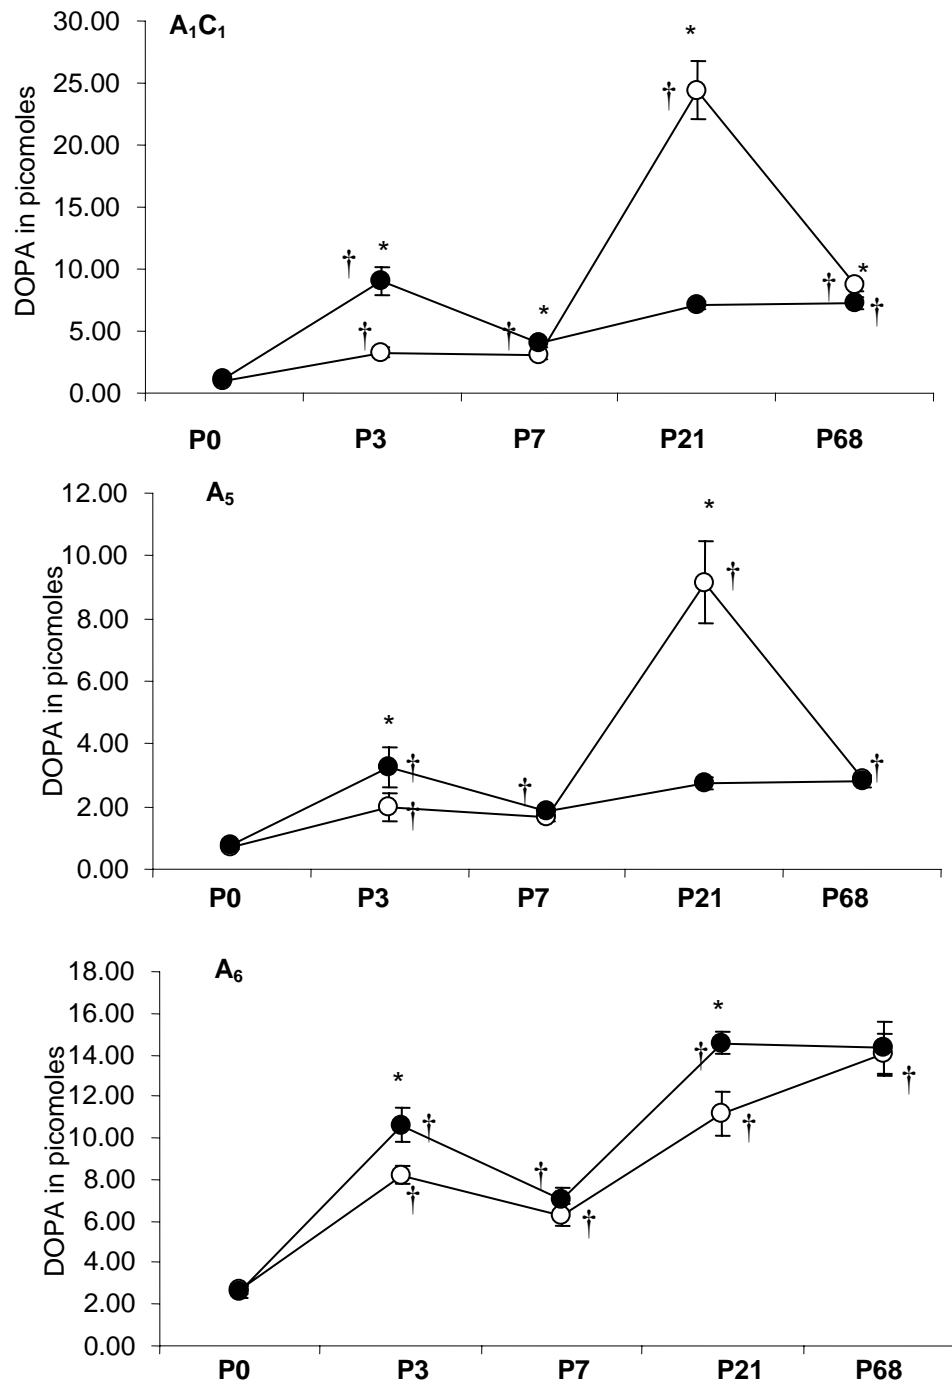 A₁C₁
DOPA in picomoles
30.00
25.00
20.00
15.00
10.00
5.00
0.00
* † † * † * † * † * †
P0 P3 P7 P21 P68
A₅
DOPA in picomoles
12.00
10.00
8.00
6.00
4.00
2.00
0.00
* † † † * † †
P0 P3 P7 P21 P68
A₆
DOPA in picomoles
18.00
16.00
14.00
12.00
10.00
8.00
6.00
4.00
2.00
0.00
* † † † † * † † †
P0 P3 P7 P21 P68